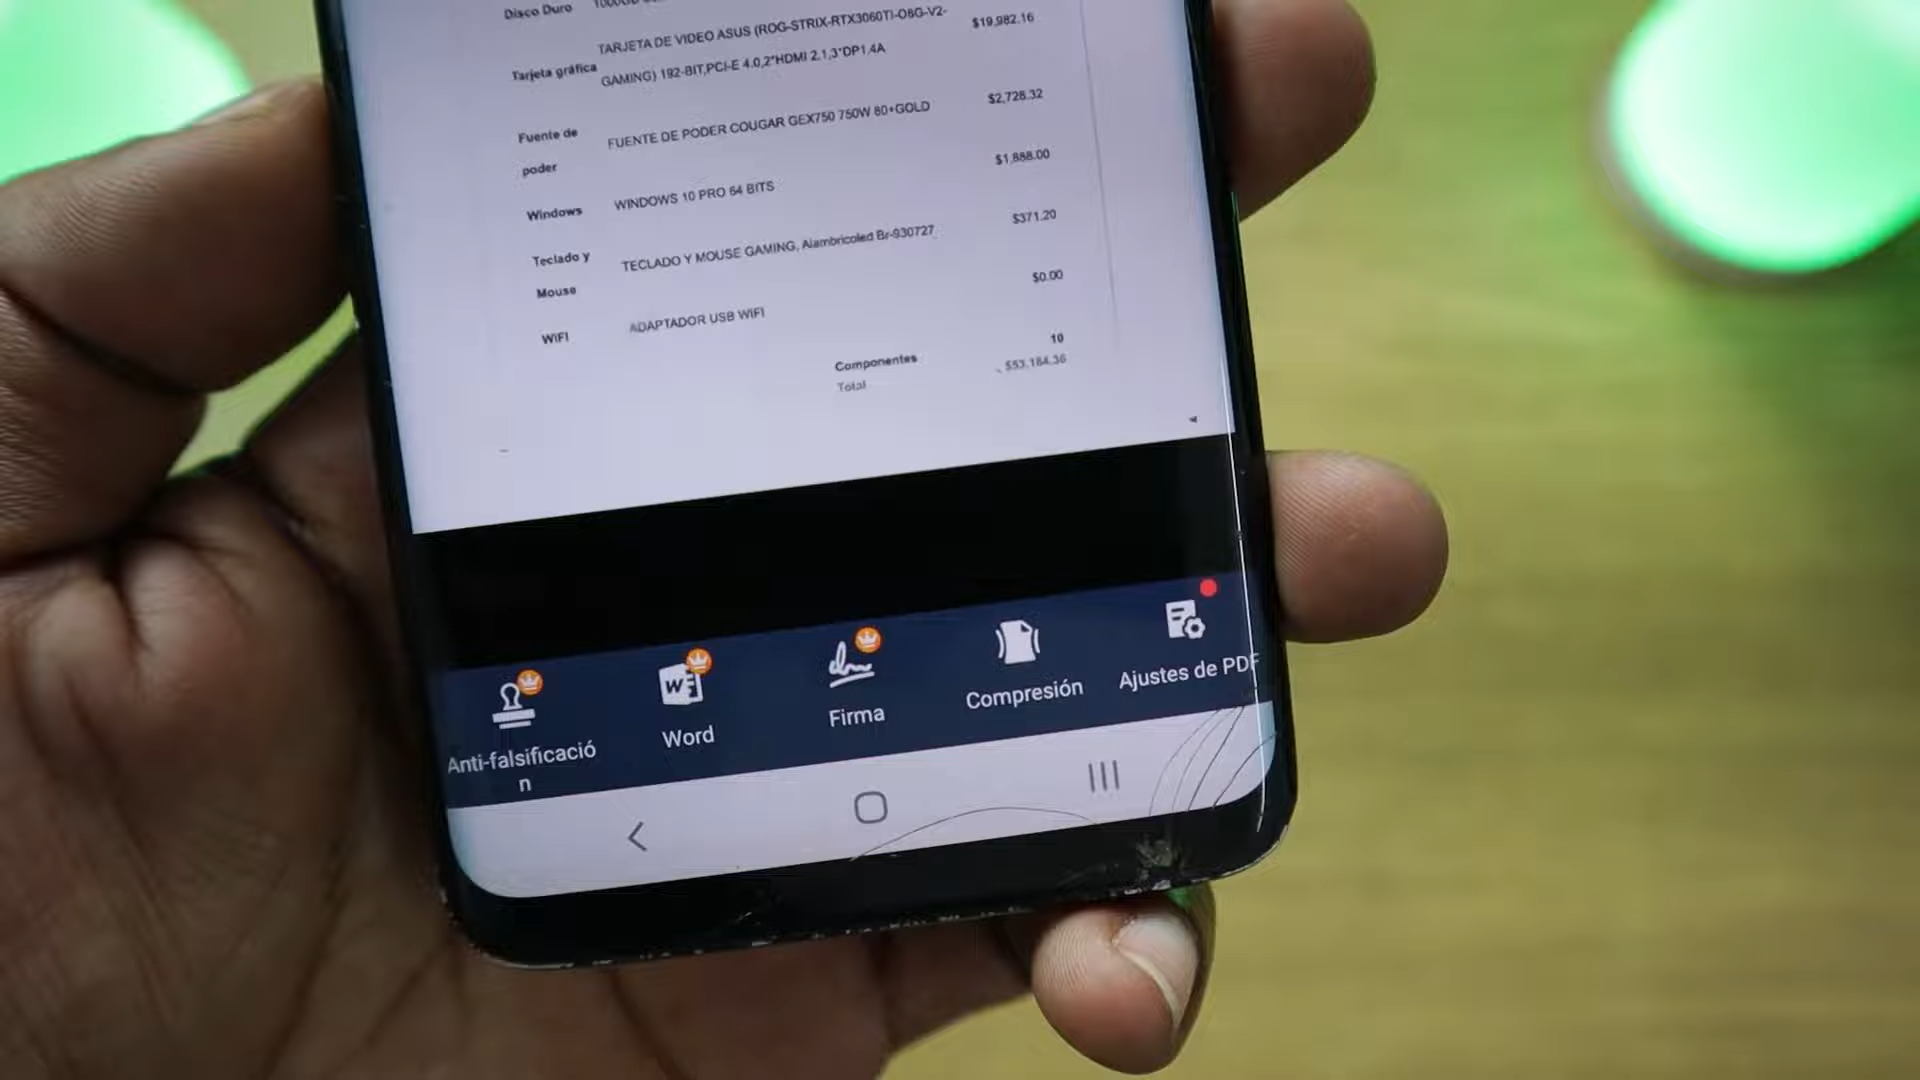 Disco Duro
Tarjeta gráfica
TARJETA DE VIDEO ASUS (ROG-STRIX-RTX3060TI-O8G-V2-
GAMING) 192-BIT,PCI-E 4.0,2*HDMI 2.1,3*DP1.4A
$19,982.16
Fuente de
poder
FUENTE DE PODER COUGAR GEX750 750W 80+GOLD
$2,728.32
Windows
WINDOWS 10 PRO 64 BITS
$1,888.00
Teclado y
Mouse
TECLADO Y MOUSE GAMING, Alambricoled Br-930727
$371.20
WiFi
ADAPTADOR USB WIFI
$0.00
Componentes 10
Total $53,184.36
Anti-falsificació
n
Word
Firma
Compresión
Ajustes de PDF